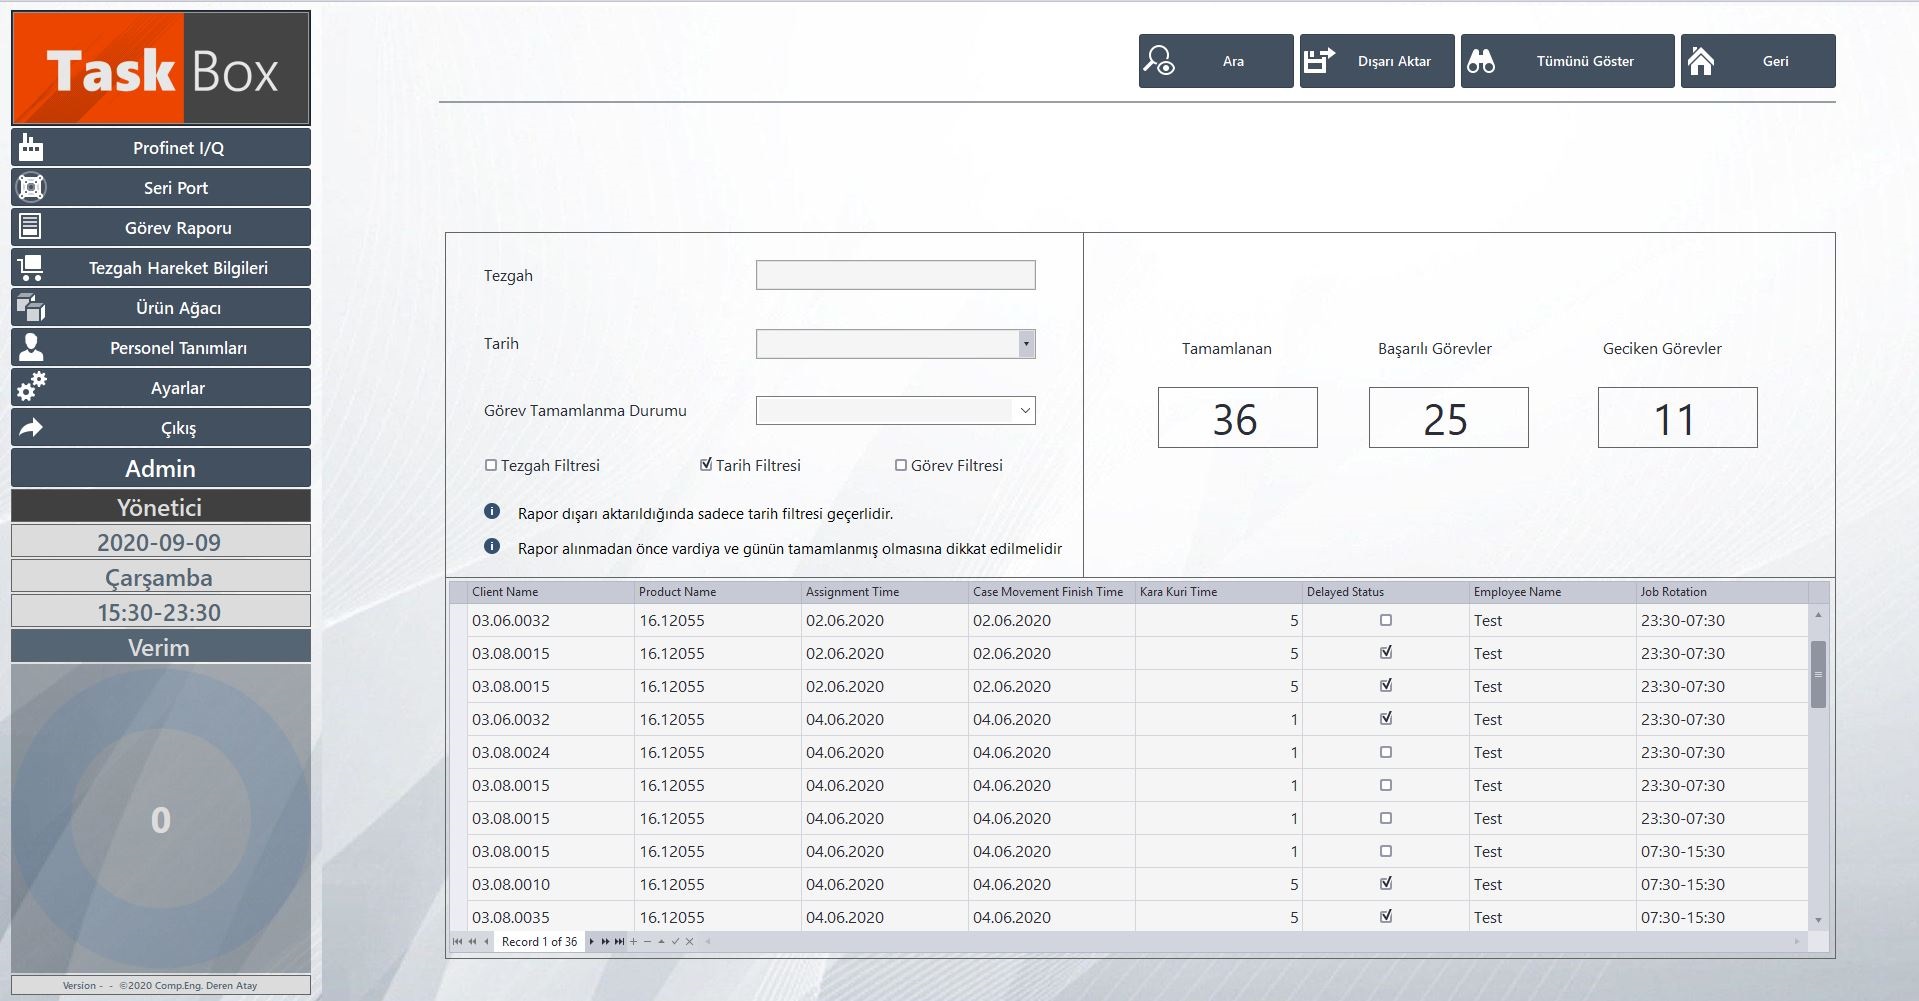 Task Box
Ara
Dışarı Aktar
Tümünü Göster
Geri
Profinet I/Q
Seri Port
Görev Raporu
Tezgah Hareket Bilgileri
Ürün Ağacı
Personel Tanımları
Ayarlar
Çıkış
Admin
Yönetici
2020-09-09
Çarşamba
15:30-23:30
Verim
0
Version - - ©2020 Comp.Eng. Deren Atay
Tezgah
Tarih
Görev Tamamlanma Durumu
Tezgah Filtresi Tarih Filtresi Görev Filtresi
Rapor dışarı aktarıldığında sadece tarih filtresi geçerlidir.
Rapor alınmadan önce vardiya ve günün tamamlanmış olmasına dikkat edilmelidir
Tamamlanan Başarılı Görevler Geciken Görevler
36 25 11
Client Name Product Name Assignment Time Case Movement Finish Time Kara Kuri Time Delayed Status Employee Name Job Rotation
03.06.0032 16.12055 02.06.2020 02.06.2020 5 Test 23:30-07:30
03.08.0015 16.12055 02.06.2020 02.06.2020 5 Test 23:30-07:30
03.08.0015 16.12055 02.06.2020 02.06.2020 5 Test 23:30-07:30
03.06.0032 16.12055 04.06.2020 04.06.2020 1 Test 23:30-07:30
03.08.0024 16.12055 04.06.2020 04.06.2020 1 Test 23:30-07:30
03.08.0015 16.12055 04.06.2020 04.06.2020 1 Test 23:30-07:30
03.08.0015 16.12055 04.06.2020 04.06.2020 1 Test 23:30-07:30
03.08.0015 16.12055 04.06.2020 04.06.2020 1 Test 07:30-15:30
03.08.0010 16.12055 04.06.2020 04.06.2020 5 Test 07:30-15:30
03.08.0035 16.12055 04.06.2020 04.06.2020 5 Test 07:30-15:30
Record 1 of 36